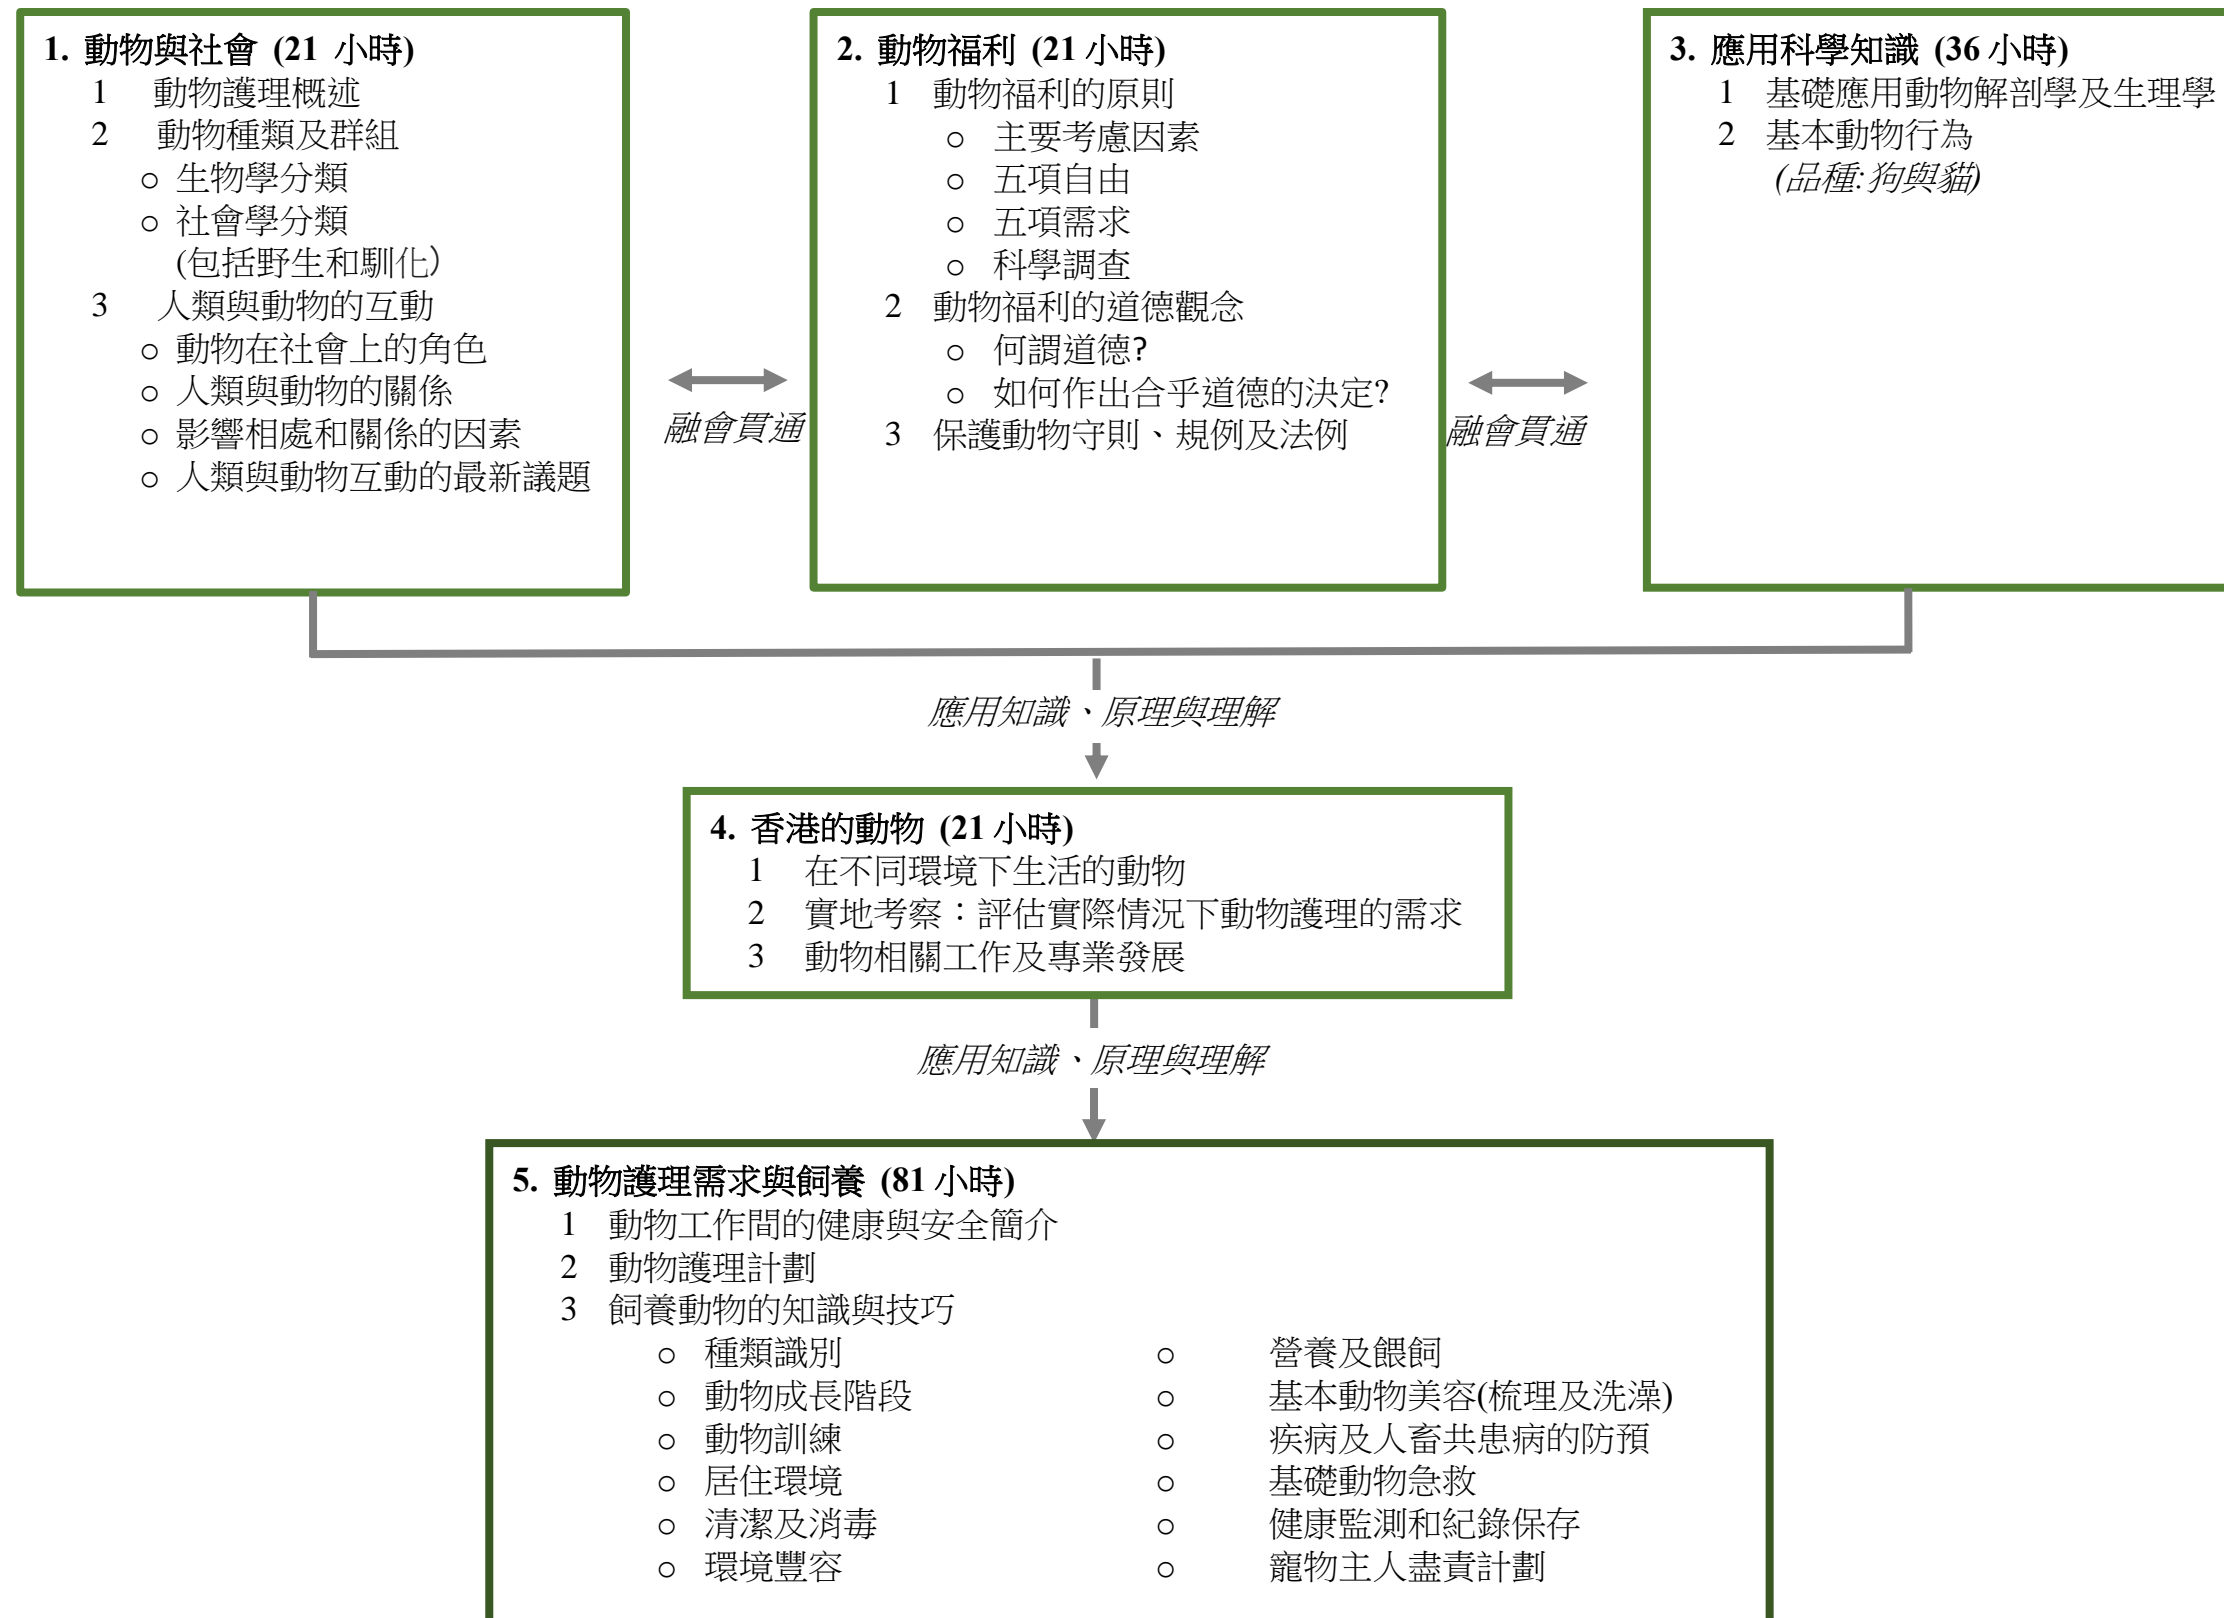 1. 動物與社會 (21 小時)
1 動物護理概述
2 動物種類及群組
○ 生物學分類
○ 社會學分類
(包括野生和馴化)
3 人類與動物的互動
○ 動物在社會上的角色
○ 人類與動物的關係
○ 影響相處和關係的因素
○ 人類與動物互動的最新議題
融會貫通
2. 動物福利 (21 小時)
1 動物福利的原則
○ 主要考慮因素
○ 五項自由
○ 五項需求
○ 科學調查
2 動物福利的道德觀念
○ 何謂道德?
○ 如何作出合乎道德的決定?
3 保護動物守則、規例及法例
融會貫通
3. 應用科學知識 (36 小時)
1 基礎應用動物解剖學及生理學
2 基本動物行為
(品種:狗與貓)
應用知識、原理與理解
4. 香港的動物 (21 小時)
1 在不同環境下生活的動物
2 實地考察：評估實際情況下動物護理的需求
3 動物相關工作及專業發展
應用知識、原理與理解
5. 動物護理需求與飼養 (81 小時)
1 動物工作間的健康與安全簡介
2 動物護理計劃
3 飼養動物的知識與技巧
○ 種類識別
○ 動物成長階段
○ 動物訓練
○ 居住環境
○ 清潔及消毒
○ 環境豐容
○ 營養及餵飼
○ 基本動物美容(梳理及洗澡)
○ 疾病及人畜共患病的防預
○ 基礎動物急救
○ 健康監測和紀錄保存
○ 寵物主人盡責計劃